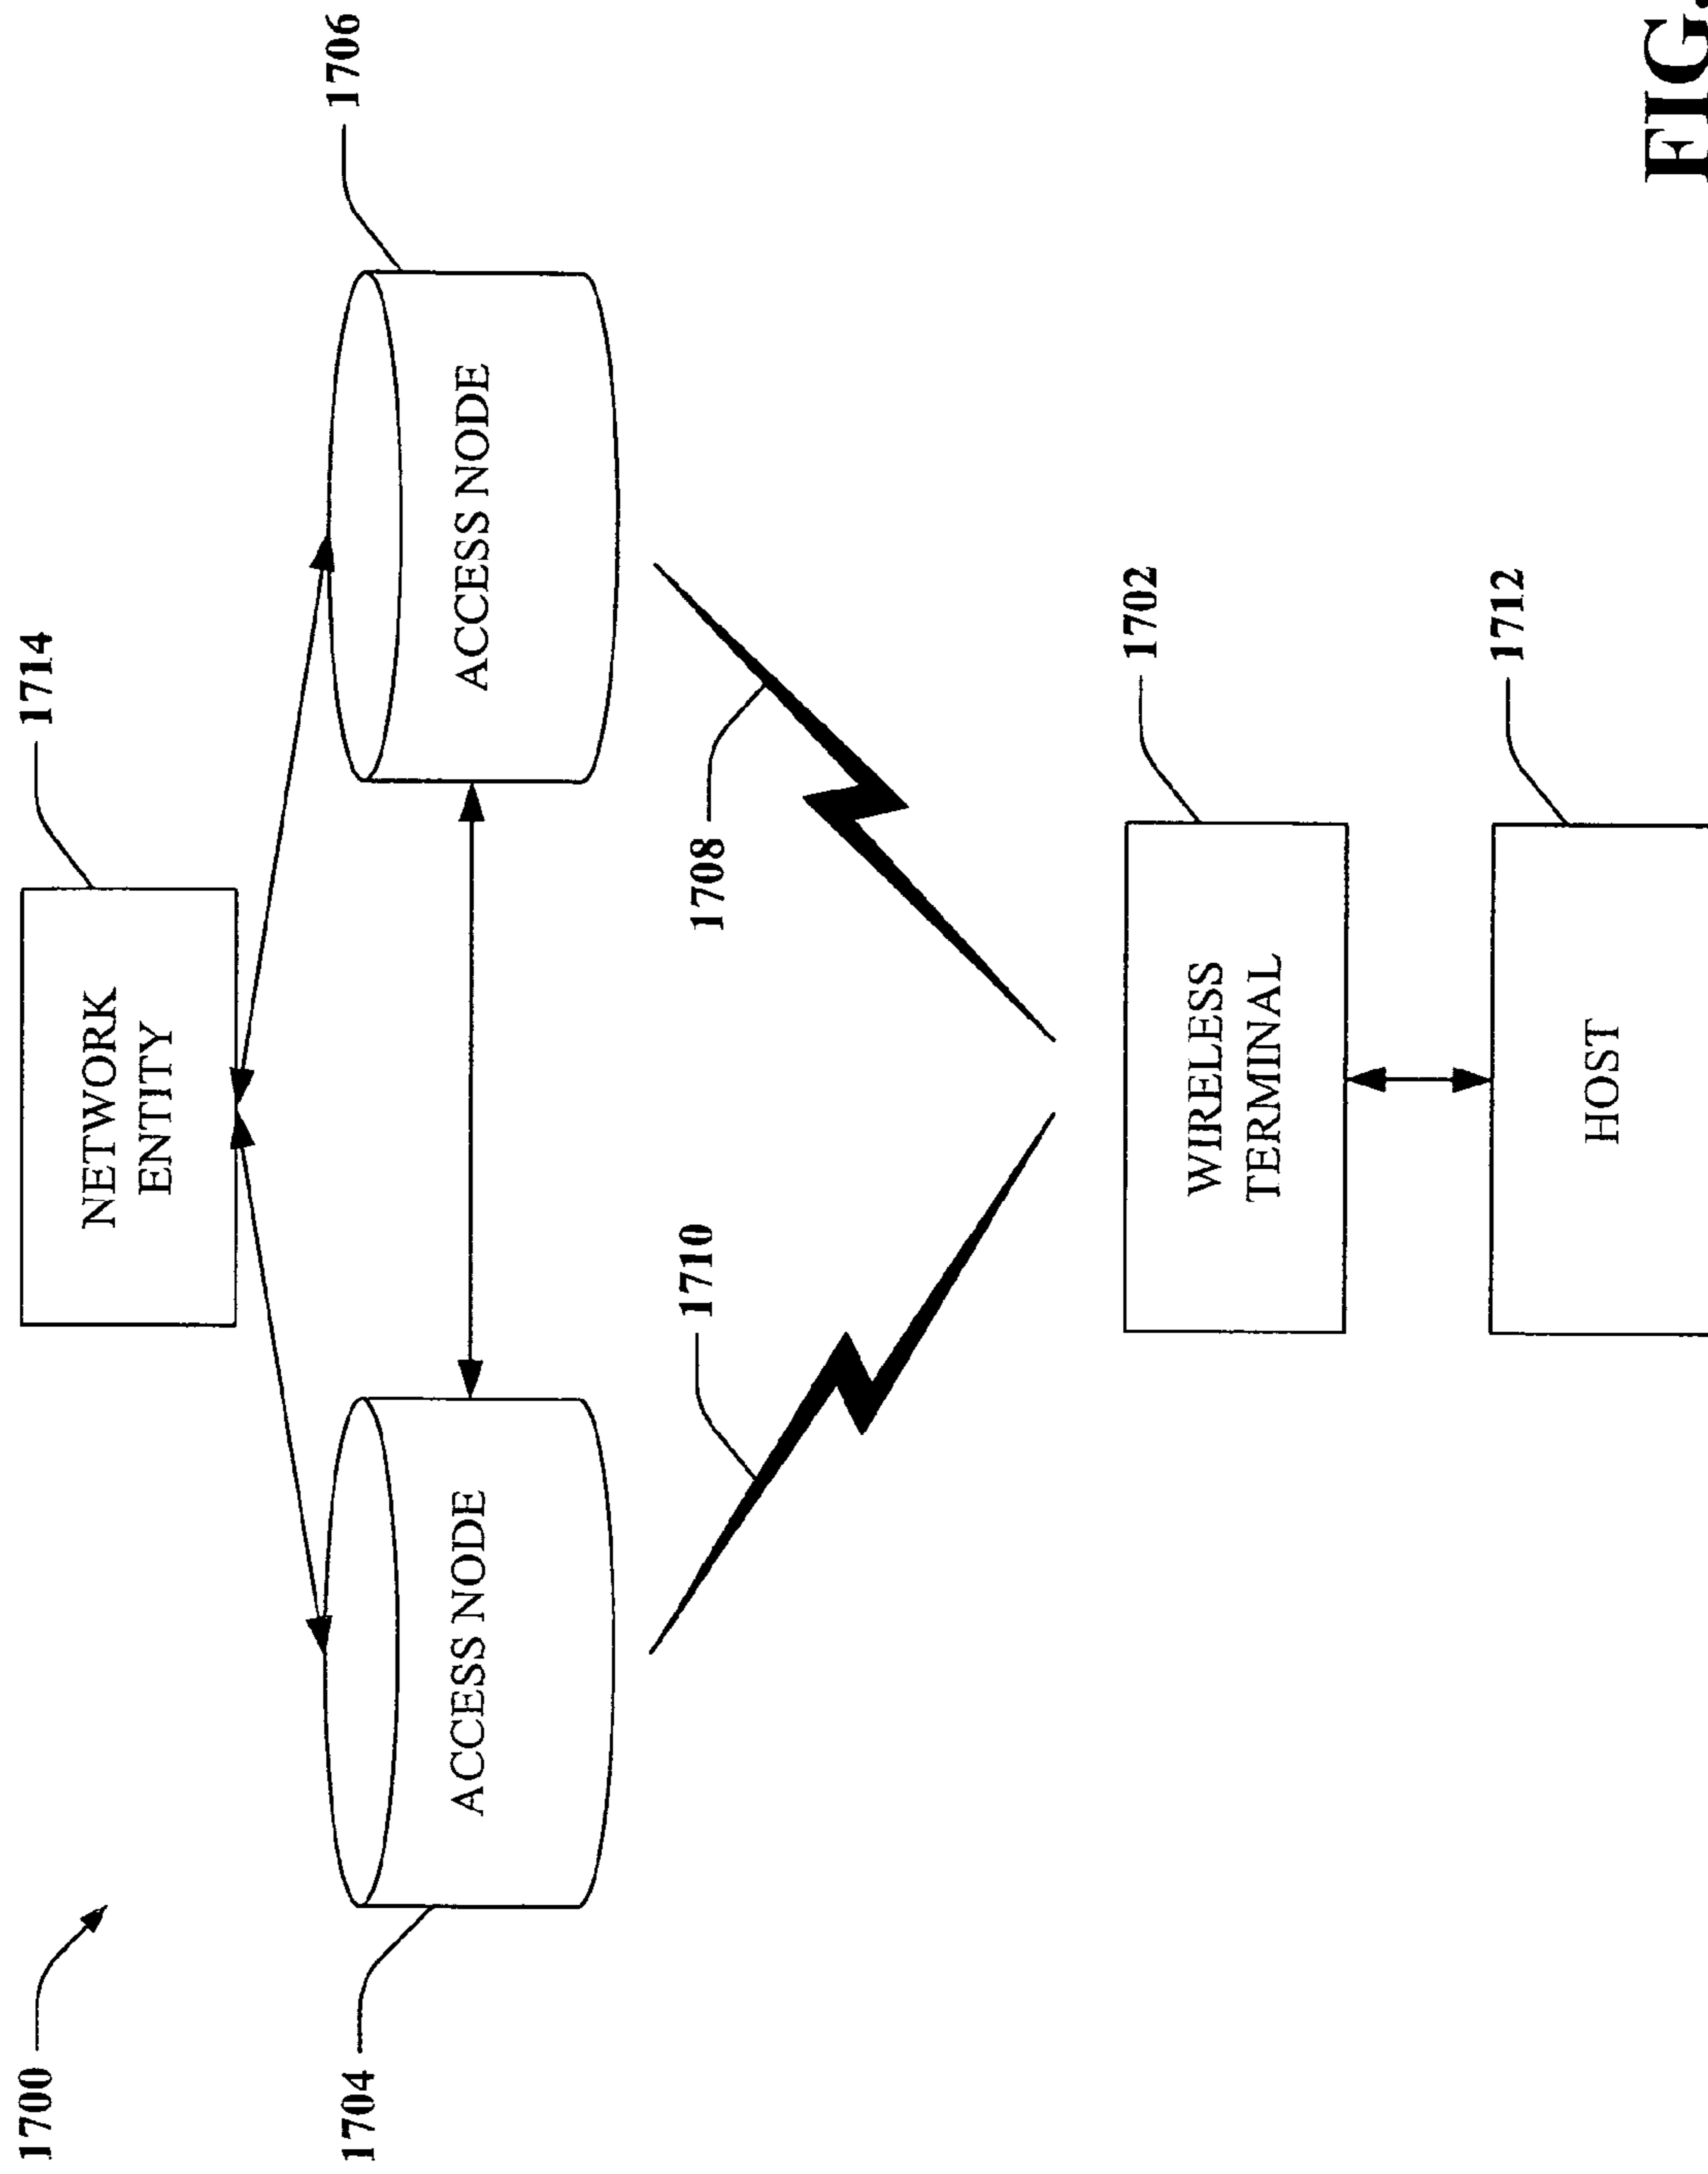 1700
1714
NETWORK
ENTITY
1704
1706
ACCESS NODE
ACCESS NODE
1710
1708
1702
WIRELESS
TERMINAL
1712
HOST
FIG.